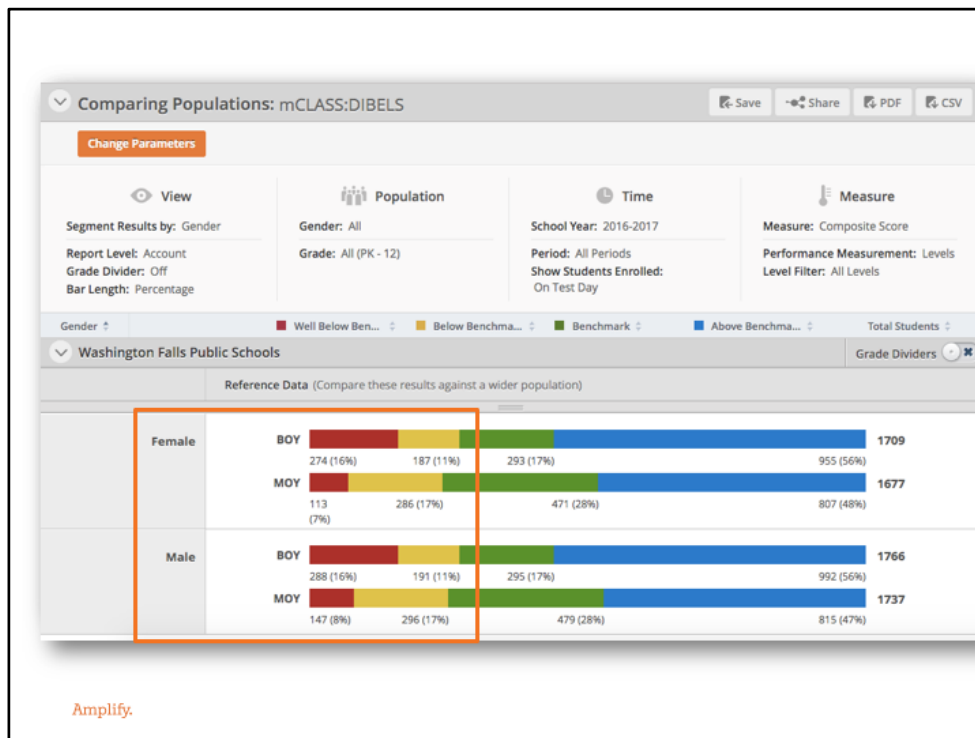 Comparing Populations: mCLASS:DIBELS
Save
Share
PDF
CSV
Change Parameters
View
Segment Results by: Gender
Report Level: Account
Grade Divider: Off
Bar Length: Percentage
Population
Gender: All
Grade: All (PK - 12)
Time
School Year: 2016-2017
Period: All Periods
Show Students Enrolled:
On Test Day
Measure
Measure: Composite Score
Performance Measurement: Levels
Level Filter: All Levels
Gender Well Below Ben... Below Benchma... Benchmark Above Benchma... Total Students
Washington Falls Public Schools Grade Dividers
Reference Data (Compare these results against a wider population)
Female BOY 1709
274 (16%) 187 (11%) 293 (17%) 955 (56%)
MOY 1677
113 286 (17%) 471 (28%) 807 (48%)
(7%)
Male BOY 1766
288 (16%) 191 (11%) 295 (17%) 992 (56%)
MOY 1737
147 (8%) 296 (17%) 479 (28%) 815 (47%)
Amplify.